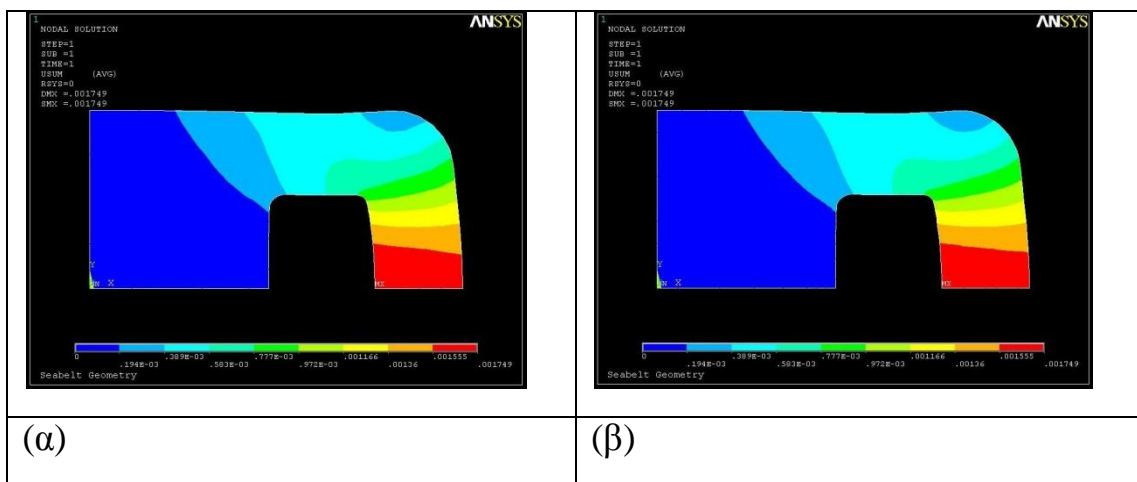 1
ANSYS
NODAL SOLUTION
STEP=1
SUB =1
TIME=1
USUM (AVG)
RSYS=0
DMX =.001749
SMX =.001749
Y
MN X
MX
0 .389E-03 .777E-03 .001166 .001555
.194E-03 .583E-03 .972E-03 .00136 .001749
Seabelt Geometry
(α)
1
ANSYS
NODAL SOLUTION
STEP=1
SUB =1
TIME=1
USUM (AVG)
RSYS=0
DMX =.001749
SMX =.001749
Y
MN X
MX
0 .389E-03 .777E-03 .001166 .001555
.194E-03 .583E-03 .972E-03 .00136 .001749
Seabelt Geometry
(β)